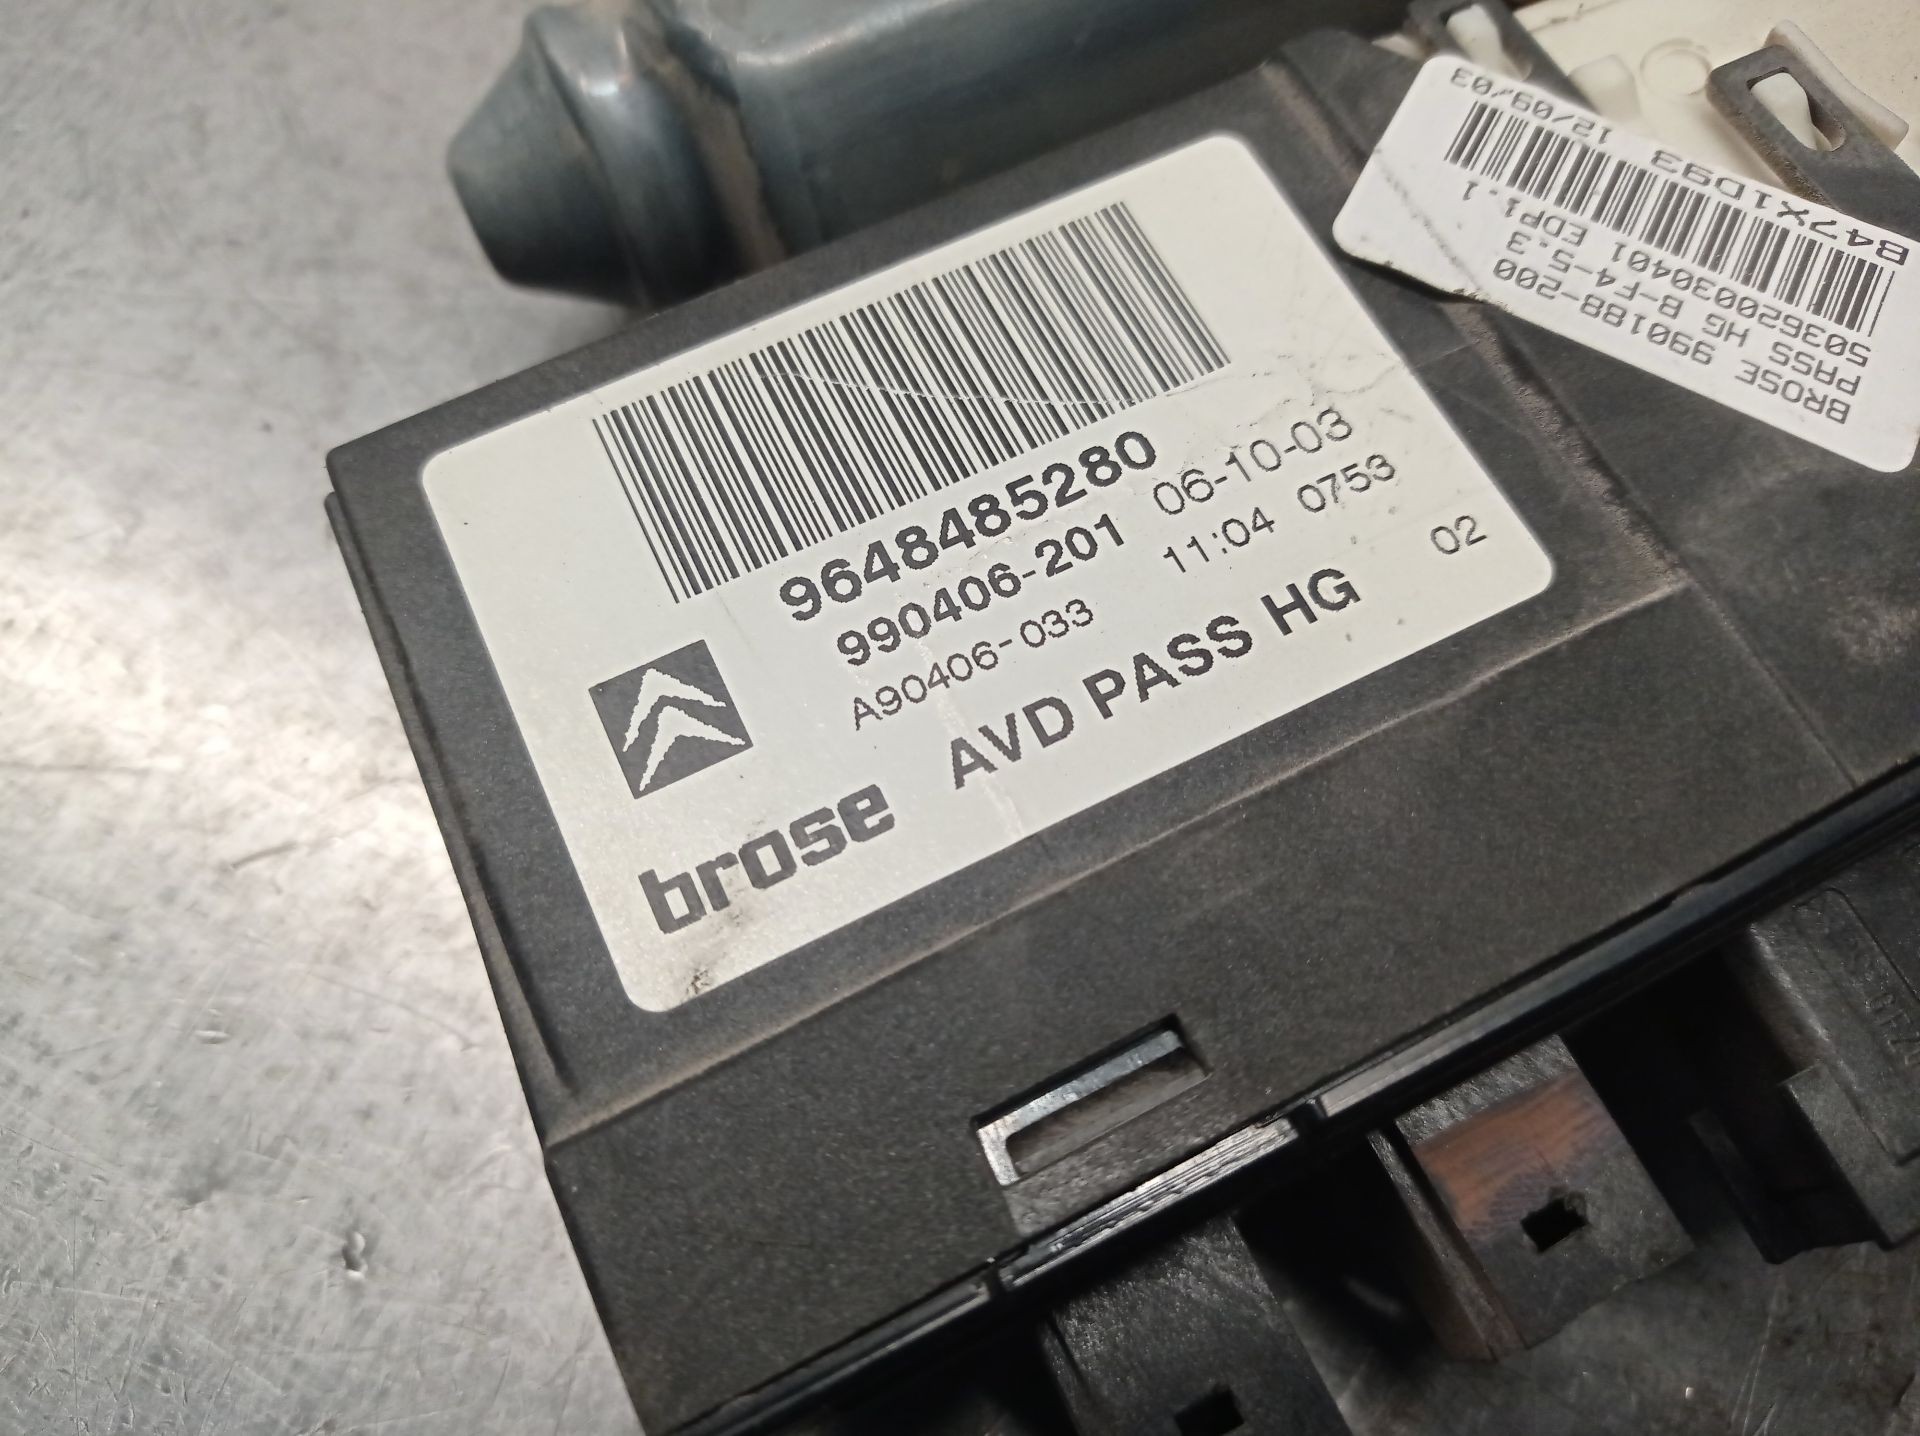 9648485280
990406-201 06-10-03
A90406-033 11:04 0753
AVD PASS HG 02
brose
BROSE 990188-200
PASS HG B-F4-5.3
503620030401 EDP1.1
B47X1D93 12/09/03